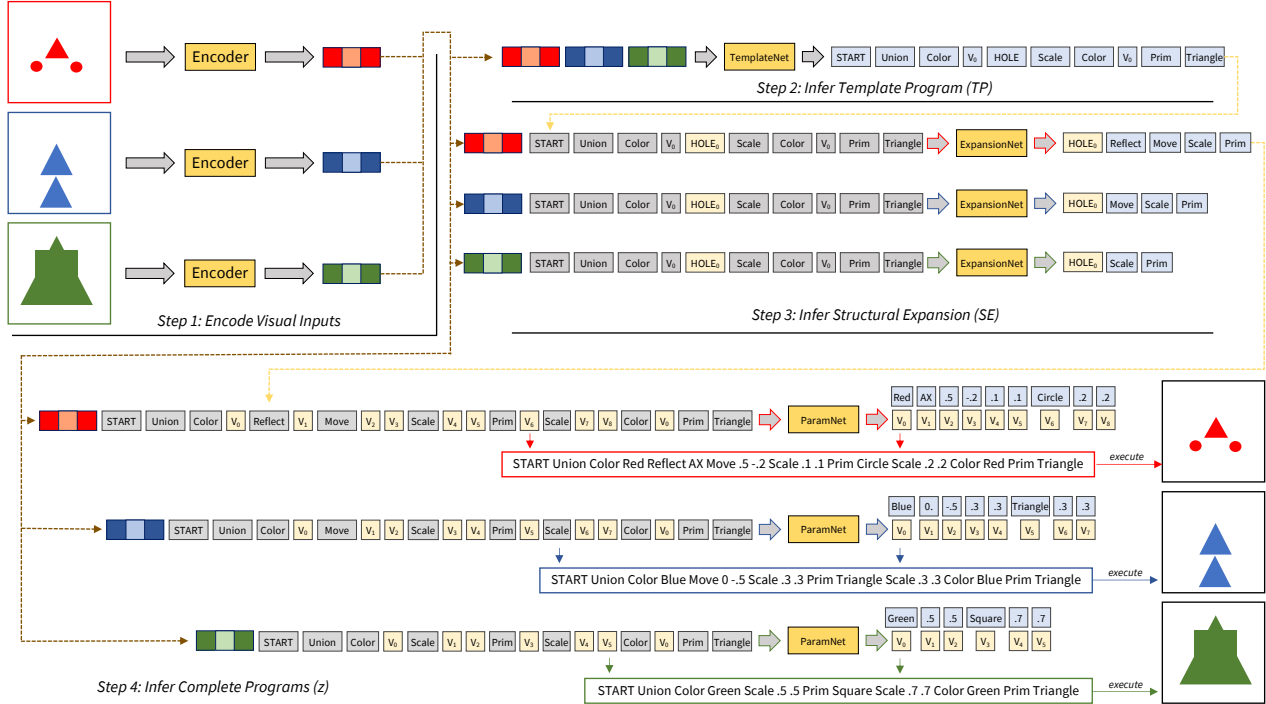 Encoder
Encoder
Encoder
Step 1: Encode Visual Inputs
TemplateNet START Union Color V₀ HOLE Scale Color V₀ Prim Triangle
Step 2: Infer Template Program (TP)
START Union Color V₀ HOLE₀ Scale Color V₀ Prim Triangle ExpansionNet HOLE₀ Reflect Move Scale Prim
START Union Color V₀ HOLE₀ Scale Color V₀ Prim Triangle ExpansionNet HOLE₀ Move Scale Prim
START Union Color V₀ HOLE₀ Scale Color V₀ Prim Triangle ExpansionNet HOLE₀ Scale Prim
Step 3: Infer Structural Expansion (SE)
Red AX .5 -.2 .1 .1 Circle .2 .2
START Union Color V₀ Reflect V₁ Move V₂ V₃ Scale V₄ V₅ Prim V₆ Scale V₇ V₈ Color V₀ Prim Triangle ParamNet V₀ V₁ V₂ V₃ V₄ V₅ V₆ V₇ V₈
START Union Color Red Reflect AX Move .5 -.2 Scale .1 .1 Prim Circle Scale .2 .2 Color Red Prim Triangle execute
Blue 0. -.5 .3 .3 Triangle .3 .3
START Union Color V₀ Move V₁ V₂ Scale V₃ V₄ Prim V₅ Scale V₆ V₇ Color V₀ Prim Triangle ParamNet V₀ V₁ V₂ V₃ V₄ V₅ V₆ V₇
START Union Color Blue Move 0 -.5 Scale .3 .3 Prim Triangle Scale .3 .3 Color Blue Prim Triangle execute
Green .5 .5 Square .7 .7
START Union Color V₀ Scale V₁ V₂ Prim V₃ Scale V₄ V₅ Color V₀ Prim Triangle ParamNet V₀ V₁ V₂ V₃ V₄ V₅
START Union Color Green Scale .5 .5 Prim Square Scale .7 .7 Color Green Prim Triangle execute
Step 4: Infer Complete Programs (z)